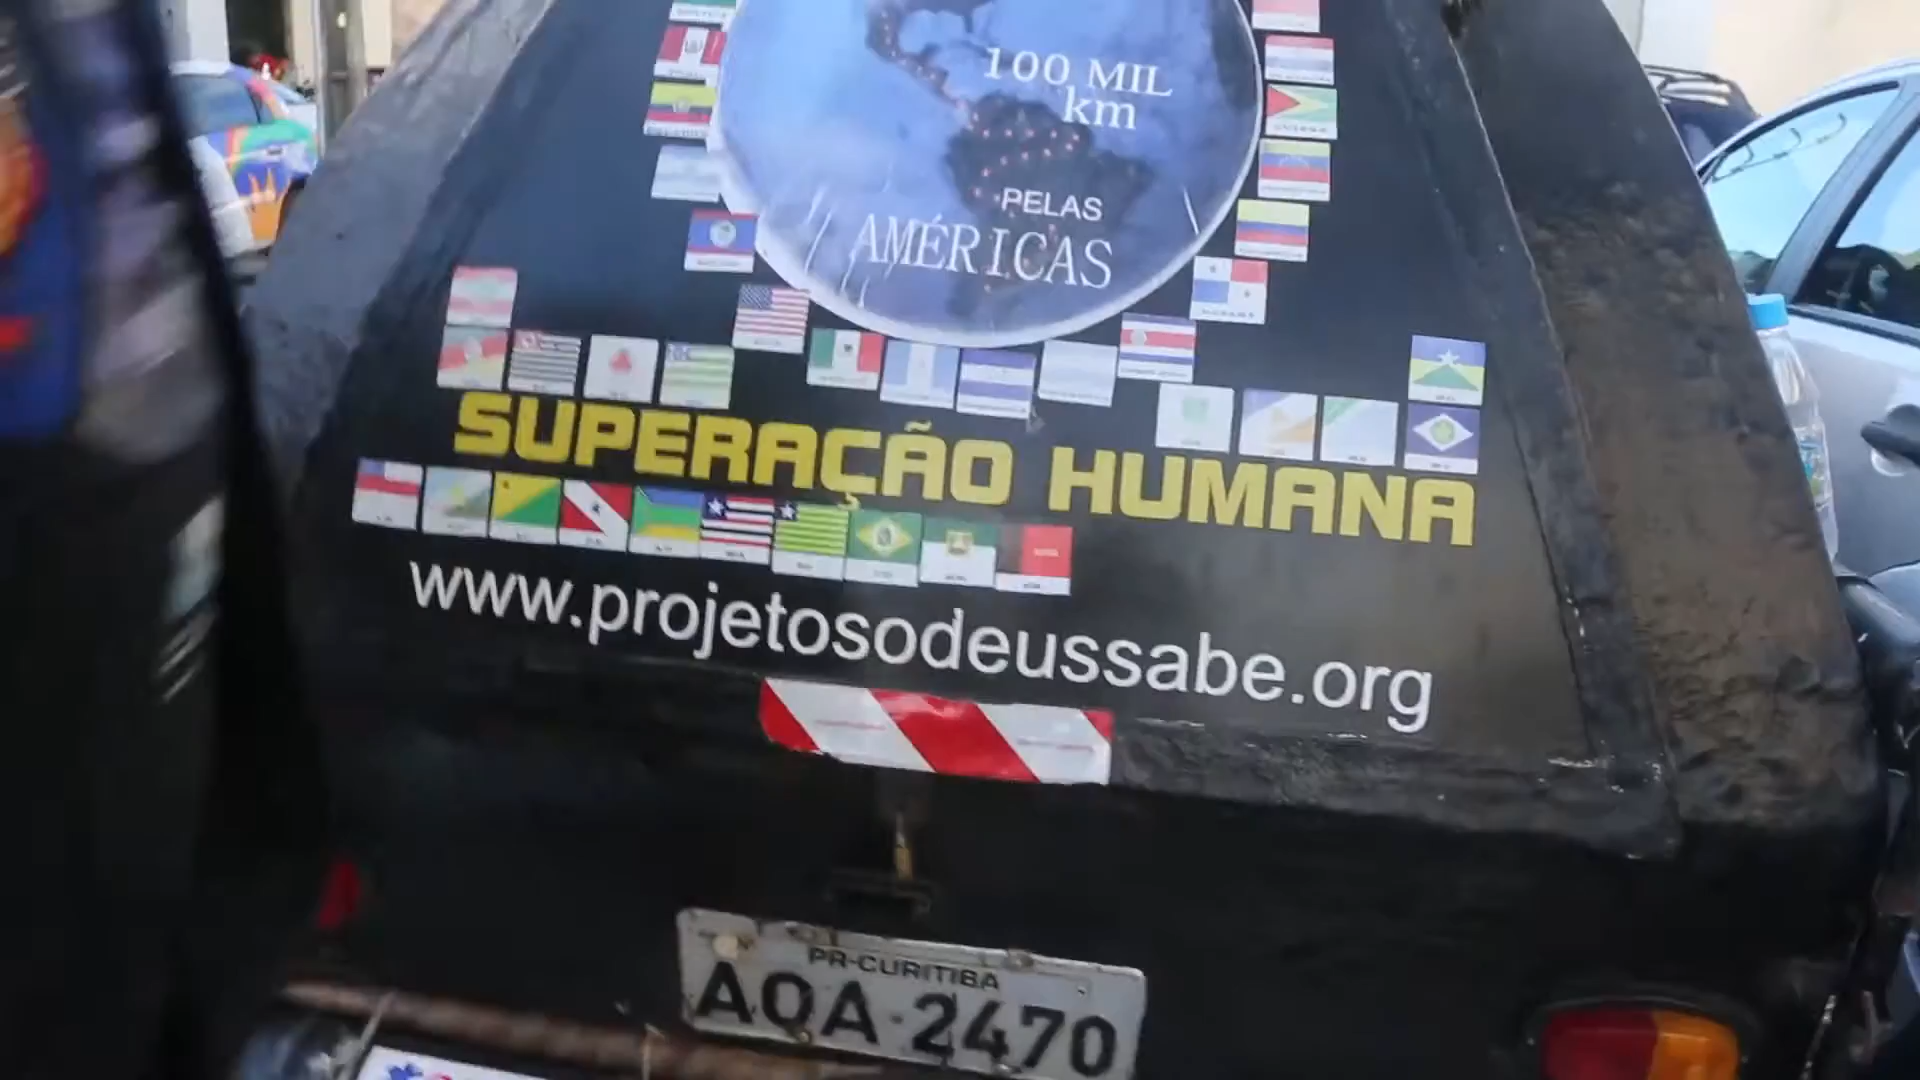 100 MIL
km
PELAS
AMÉRICAS
SUPERAÇÃO HUMANA
www.projetosodeussabe.org
PR-CURITIBA
AQA 2470